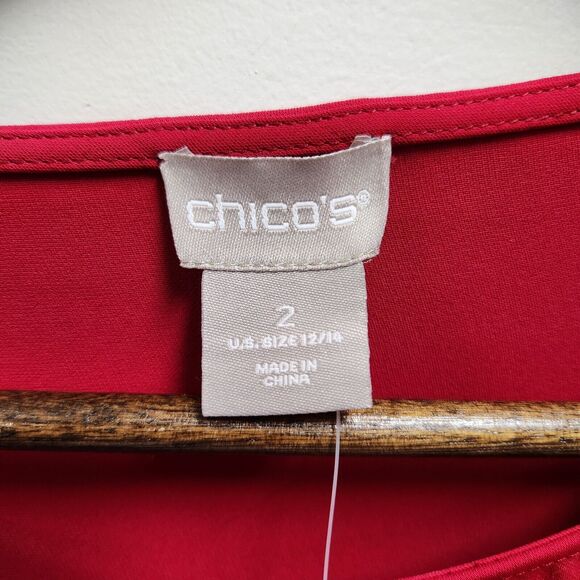 chico's®
2
U.S. SIZE 12/14
MADE IN
CHINA